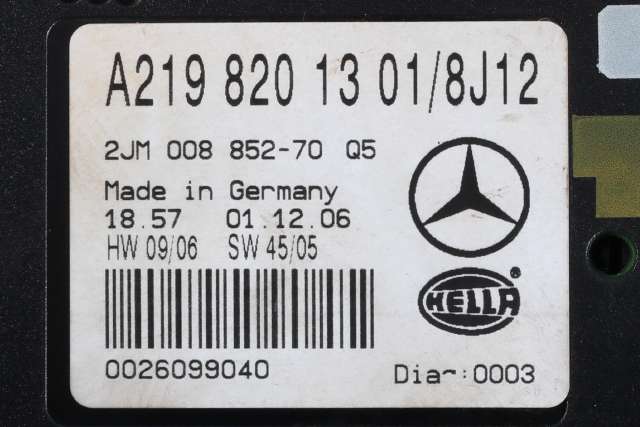 A219 820 13 01/8J12
2JM 008 852-70 Q5
Made in Germany
18.57 01.12.06
HW 09/06 SW 45/05
HELLA ®
0026099040
Dia~:0003